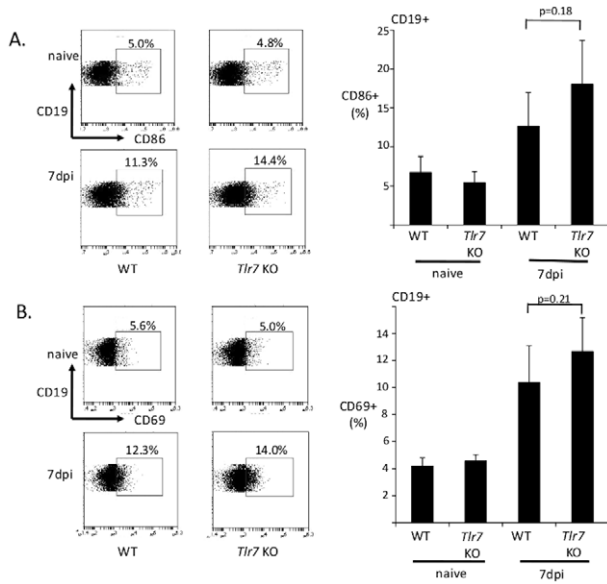 A.
naive
5.0%
4.8%
CD19
CD86
7dpi
11.3%
14.4%
WT
Tlr7 KO
CD19+
p=0.18
CD86+
(%)
25
20
15
10
5
WT
Tlr7
KO
WT
Tlr7
KO
naive
7dpi
B.
naive
5.6%
5.0%
CD19
CD69
7dpi
12.3%
14.0%
WT
Tlr7 KO
CD19+
p=0.21
CD69+
(%)
16
14
12
10
8
6
4
2
WT
Tlr7
KO
WT
Tlr7
KO
naive
7dpi